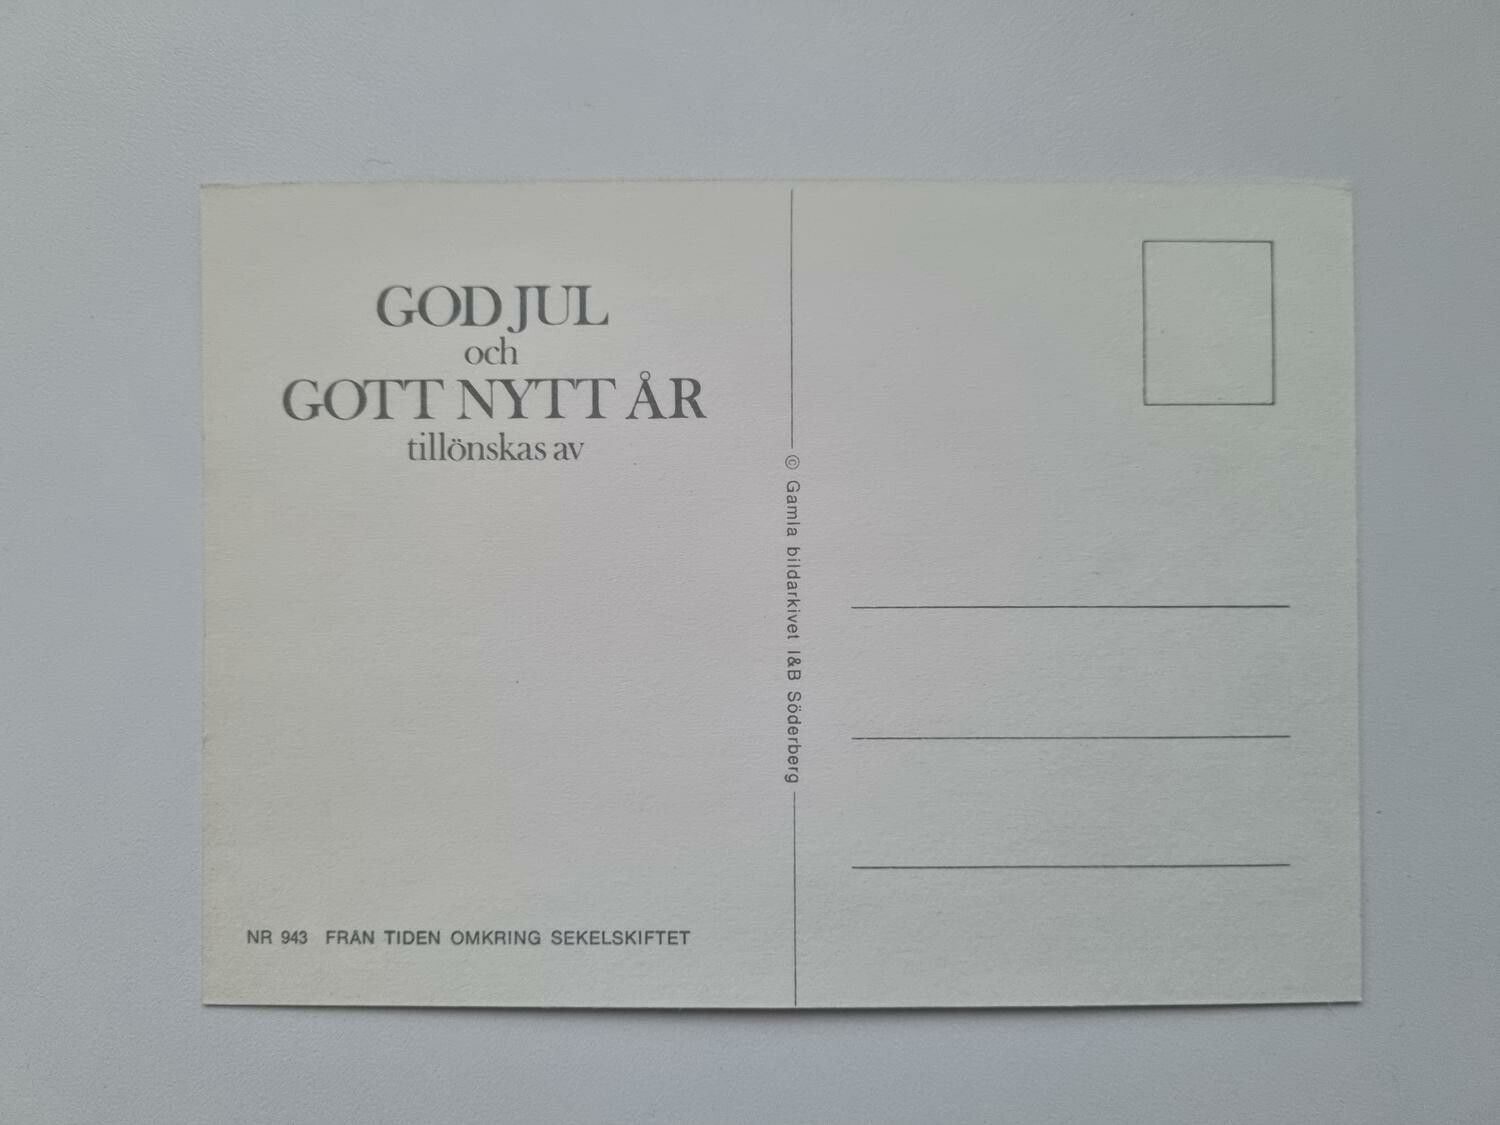 GOD JUL
och
GOTT NYTT ÅR
tillönskas av
NR 943 FRÅN TIDEN OMKRING SEKELSKIFTET
© Gamla bildarkivet I&B Söderberg